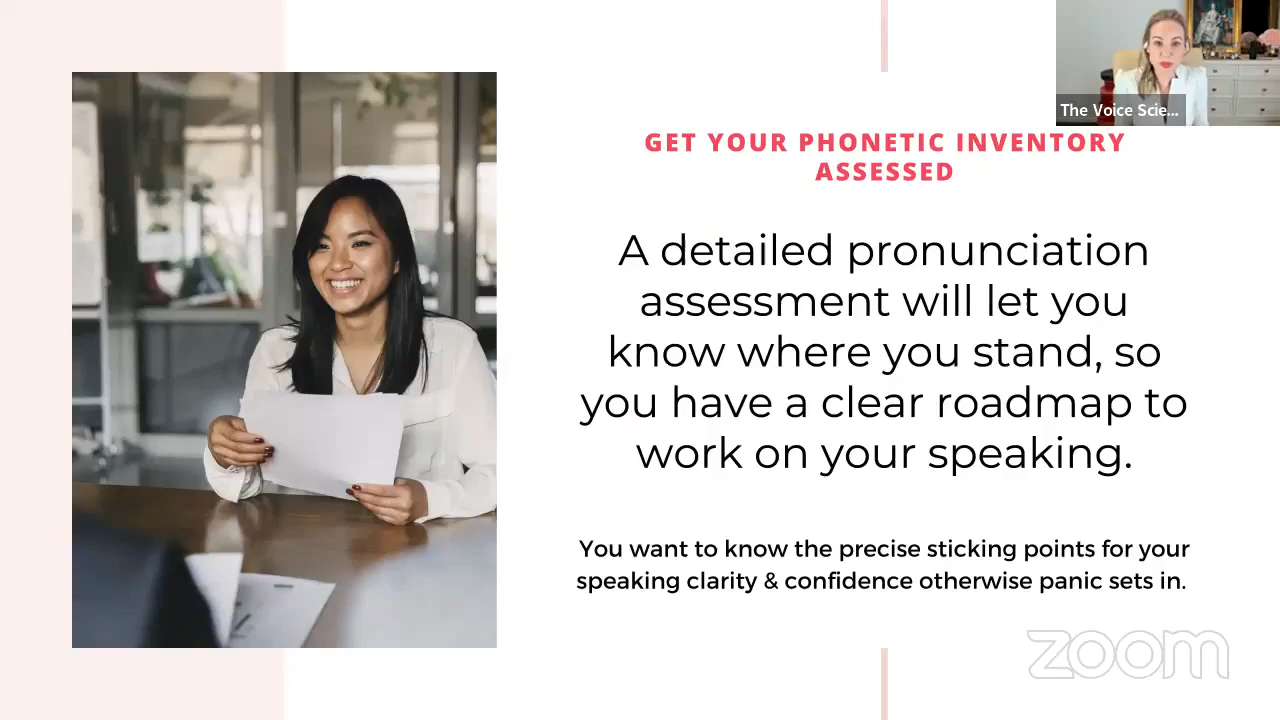 The Voice Scie...
GET YOUR PHONETIC INVENTORY
ASSESSED
A detailed pronunciation
assessment will let you
know where you stand, so
you have a clear roadmap to
work on your speaking.
You want to know the precise sticking points for your
speaking clarity & confidence otherwise panic sets in.
zoom